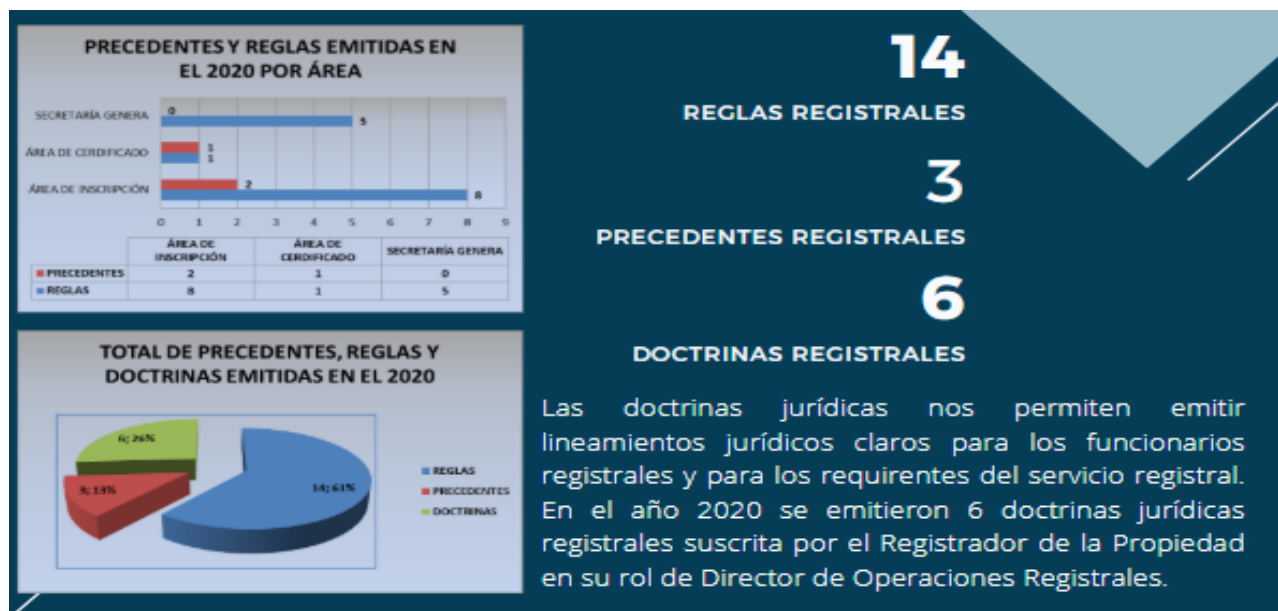 PRECEDENTES Y REGLAS EMITIDAS EN
EL 2020 POR ÁREA
SECRETARÍA GENERA
0
5
ÁREA DE CERDIFICADO
1
1
ÁREA DE INSCRIPCIÓN
2
8
0 1 2 3 4 5 6 7 8 9
ÁREA DE INSCRIPCIÓN ÁREA DE CERDIFICADO SECRETARÍA GENERA
PRECEDENTES 2 1 0
REGLAS 8 1 5
TOTAL DE PRECEDENTES, REGLAS Y
DOCTRINAS EMITIDAS EN EL 2020
6; 26%
3; 13%
14; 61%
REGLAS
PRECEDENTES
DOCTRINAS
14
REGLAS REGISTRALES
3
PRECEDENTES REGISTRALES
6
DOCTRINAS REGISTRALES
Las doctrinas jurídicas nos permiten emitir
lineamientos jurídicos claros para los funcionarios
registrales y para los requirentes del servicio registral.
En el año 2020 se emitieron 6 doctrinas jurídicas
registrales suscrita por el Registrador de la Propiedad
en su rol de Director de Operaciones Registrales.